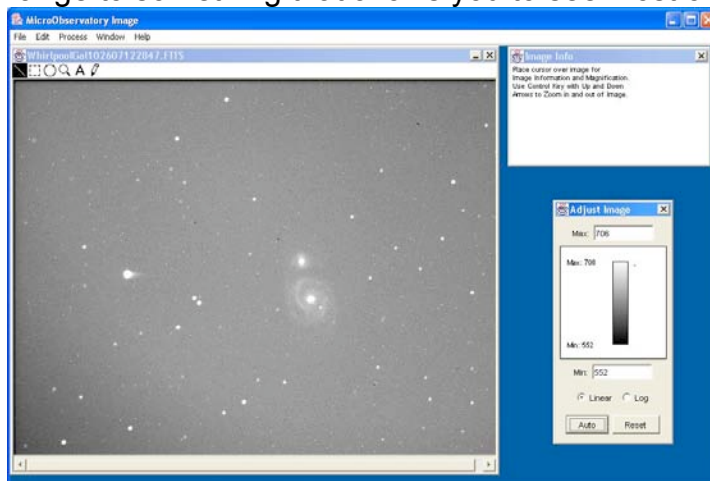 MicroObservatory Image
File Edit Process Window Help
WhirlpoolGal102607122847.FITS
A
Image Info
Place cursor over image for
Image Information and Magnification.
Use Control Key with Up and Down
Arrows to Zoom in and out of Image.
Adjust Image
Max: 706
Max: 706
Min: 552
Min: 552
Linear Log
Auto Reset